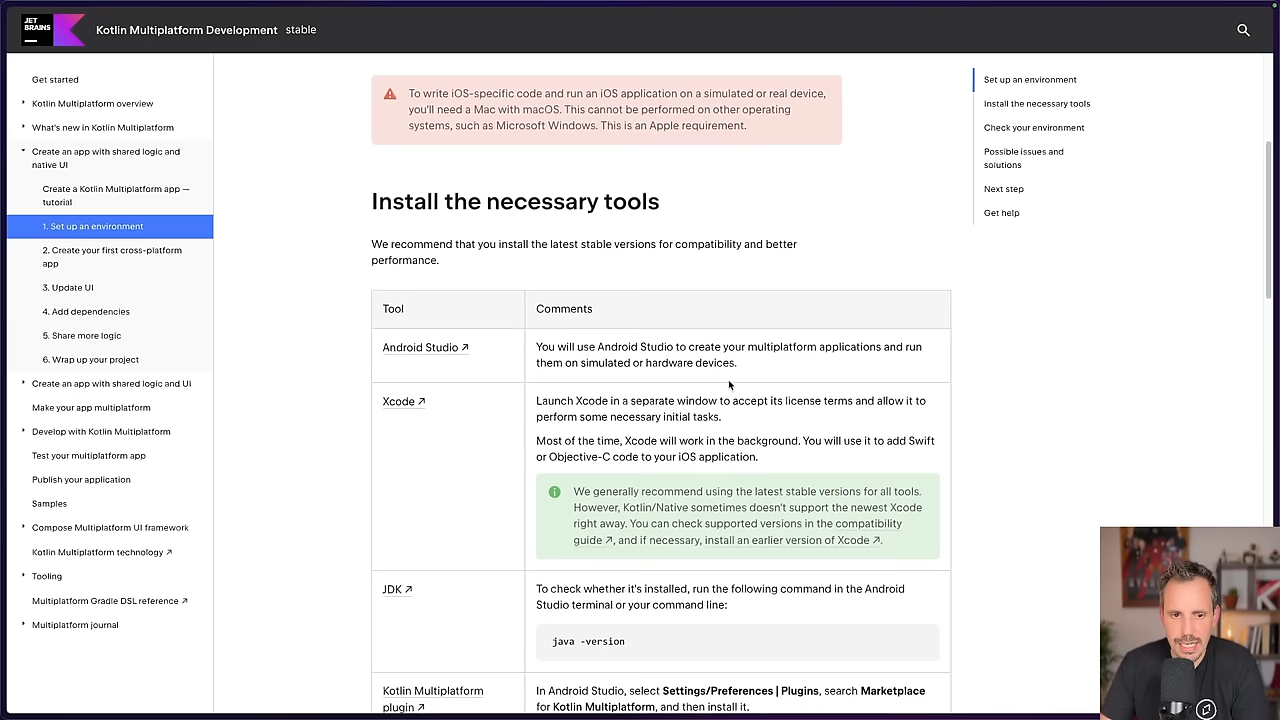 JET
BRAINS
Kotlin Multiplatform Development stable
Get started
Kotlin Multiplatform overview
What's new in Kotlin Multiplatform
Create an app with shared logic and
native UI
Create a Kotlin Multiplatform app —
tutorial
1. Set up an environment
2. Create your first cross-platform
app
3. Update UI
4. Add dependencies
5. Share more logic
6. Wrap up your project
Create an app with shared logic and UI
Make your app multiplatform
Develop with Kotlin Multiplatform
Test your multiplatform app
Publish your application
Samples
Compose Multiplatform UI framework
Kotlin Multiplatform technology ↗
Tooling
Multiplatform Gradle DSL reference ↗
Multiplatform journal
To write iOS-specific code and run an iOS application on a simulated or real device,
you'll need a Mac with macOS. This cannot be performed on other operating
systems, such as Microsoft Windows. This is an Apple requirement.
Install the necessary tools
We recommend that you install the latest stable versions for compatibility and better
performance.
Tool Comments
Android Studio ↗ You will use Android Studio to create your multiplatform applications and run
them on simulated or hardware devices.
Xcode ↗ Launch Xcode in a separate window to accept its license terms and allow it to
perform some necessary initial tasks.
Most of the time, Xcode will work in the background. You will use it to add Swift
or Objective-C code to your iOS application.
We generally recommend using the latest stable versions for all tools.
However, Kotlin/Native sometimes doesn't support the newest Xcode
right away. You can check supported versions in the compatibility
guide ↗, and if necessary, install an earlier version of Xcode ↗.
JDK ↗ To check whether it's installed, run the following command in the Android
Studio terminal or your command line:
java -version
Kotlin Multiplatform In Android Studio, select Settings/Preferences | Plugins, search Marketplace
plugin ↗ for Kotlin Multiplatform, and then install it.
Set up an environment
Install the necessary tools
Check your environment
Possible issues and
solutions
Next step
Get help